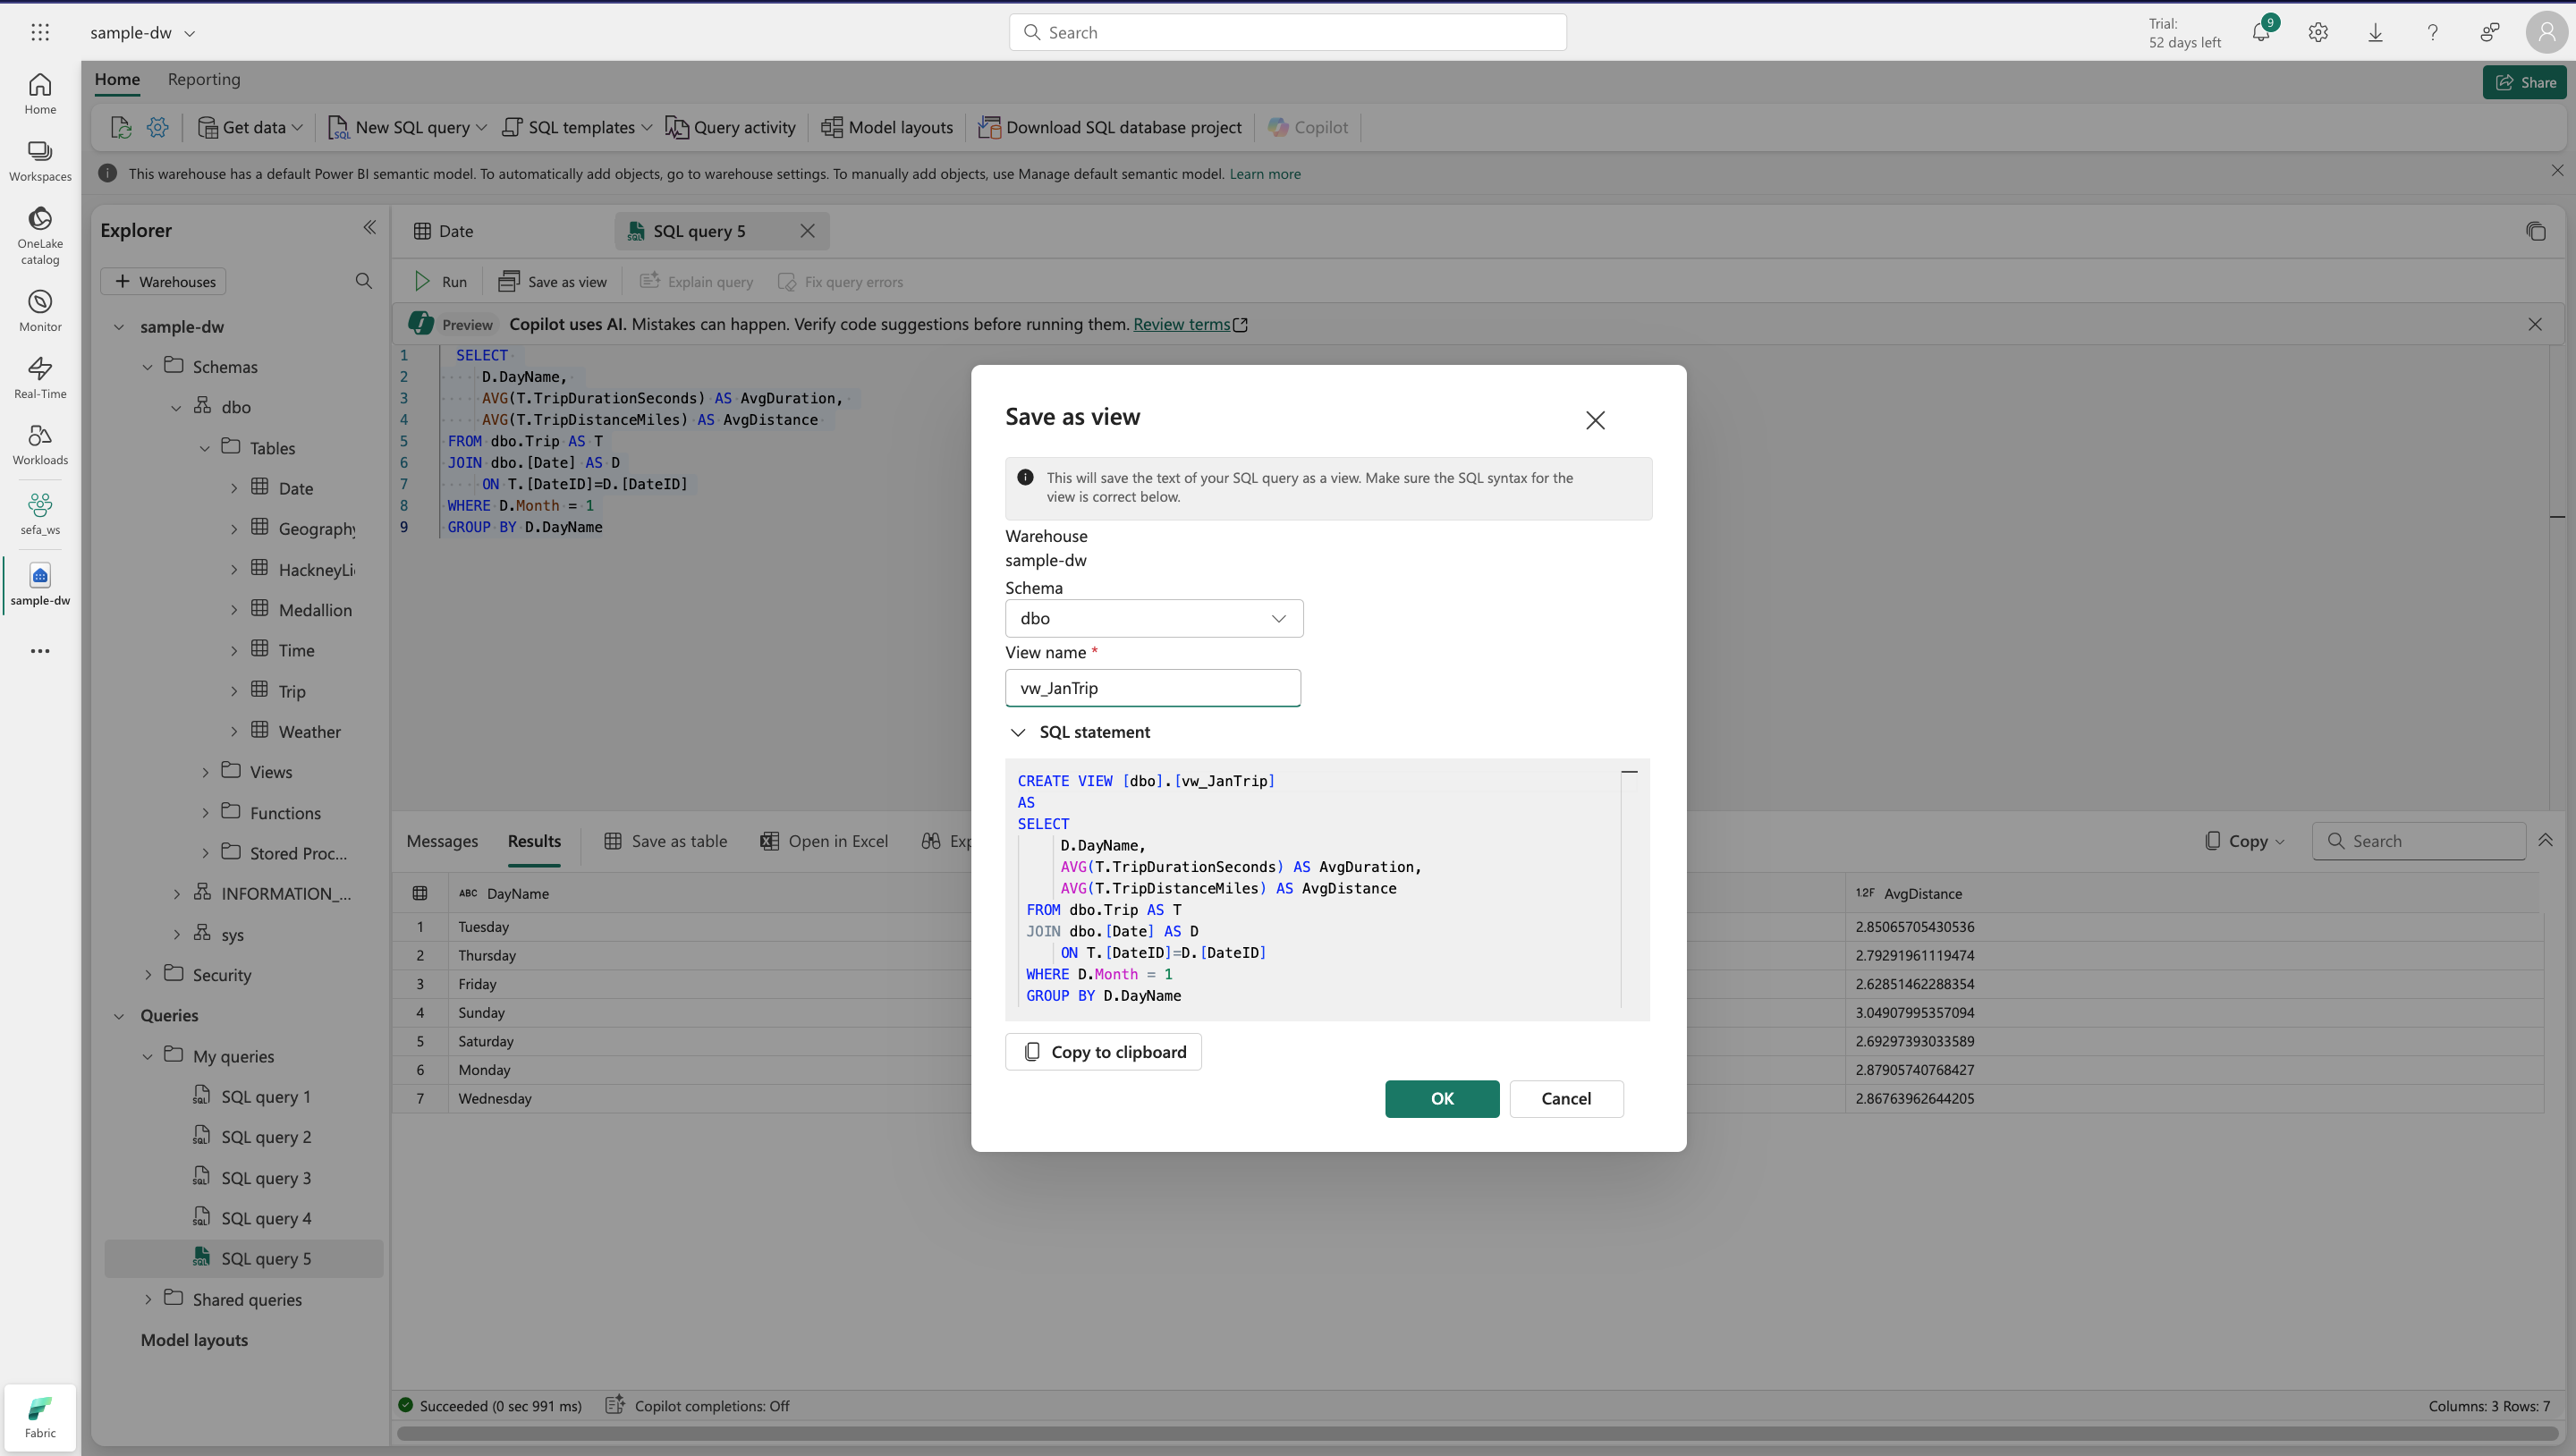 sample-dw
Search
Trial:
52 days left
9
Home
Workspaces
OneLake
catalog
Monitor
Real-Time
Workloads
sefa_ws
sample-dw
Fabric
Home
Reporting
Share
Get data
New SQL query
SQL templates
Query activity
Model layouts
Download SQL database project
Copilot
This warehouse has a default Power BI semantic model. To automatically add objects, go to warehouse settings. To manually add objects, use Manage default semantic model. Learn more
Explorer
+ Warehouses
sample-dw
Schemas
dbo
Tables
Date
Geography
HackneyLi
Medallion
Time
Trip
Weather
Views
Functions
Stored Proc...
INFORMATION_...
sys
Security
Queries
My queries
SQL query 1
SQL query 2
SQL query 3
SQL query 4
SQL query 5
Shared queries
Model layouts
Date
SQL query 5
Run
Save as view
Explain query
Fix query errors
Preview
Copilot uses AI. Mistakes can happen. Verify code suggestions before running them. Review terms
1 SELECT
2 D.DayName,
3 AVG(T.TripDurationSeconds) AS AvgDuration,
4 AVG(T.TripDistanceMiles) AS AvgDistance
5 FROM dbo.Trip AS T
6 JOIN dbo.[Date] AS D
7 ON T.[DateID]=D.[DateID]
8 WHERE D.Month = 1
9 GROUP BY D.DayName
Save as view
This will save the text of your SQL query as a view. Make sure the SQL syntax for the
view is correct below.
Warehouse
sample-dw
Schema
dbo
View name *
vw_JanTrip
SQL statement
CREATE VIEW [dbo].[vw_JanTrip]
AS
SELECT
D.DayName,
AVG(T.TripDurationSeconds) AS AvgDuration,
AVG(T.TripDistanceMiles) AS AvgDistance
FROM dbo.Trip AS T
JOIN dbo.[Date] AS D
ON T.[DateID]=D.[DateID]
WHERE D.Month = 1
GROUP BY D.DayName
Copy to clipboard
OK
Cancel
Messages
Results
Save as table
Open in Excel
Exp
Copy
Search
ABC DayName
12F AvgDistance
1 Tuesday 2.85065705430536
2 Thursday 2.79291961119474
3 Friday 2.62851462288354
4 Sunday 3.04907995357094
5 Saturday 2.69297393033589
6 Monday 2.87905740768427
7 Wednesday 2.86763962644205
Succeeded (0 sec 991 ms)
Copilot completions: Off
Columns: 3 Rows: 7